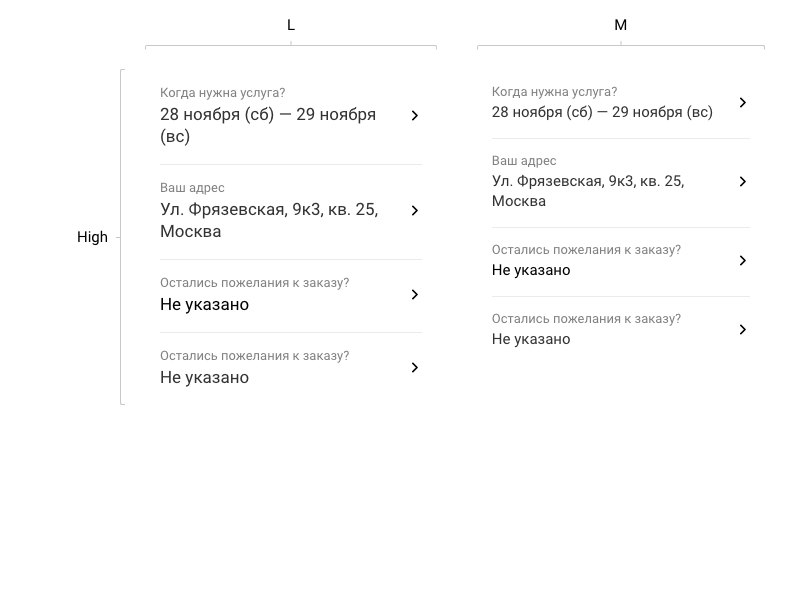 L
M
High
Когда нужна услуга?
28 ноября (сб) — 29 ноября
(вс)
Ваш адрес
Ул. Фрязевская, 9к3, кв. 25,
Москва
Остались пожелания к заказу?
Не указано
Остались пожелания к заказу?
Не указано
Когда нужна услуга?
28 ноября (сб) — 29 ноября (вс)
Ваш адрес
Ул. Фрязевская, 9к3, кв. 25,
Москва
Остались пожелания к заказу?
Не указано
Остались пожелания к заказу?
Не указано